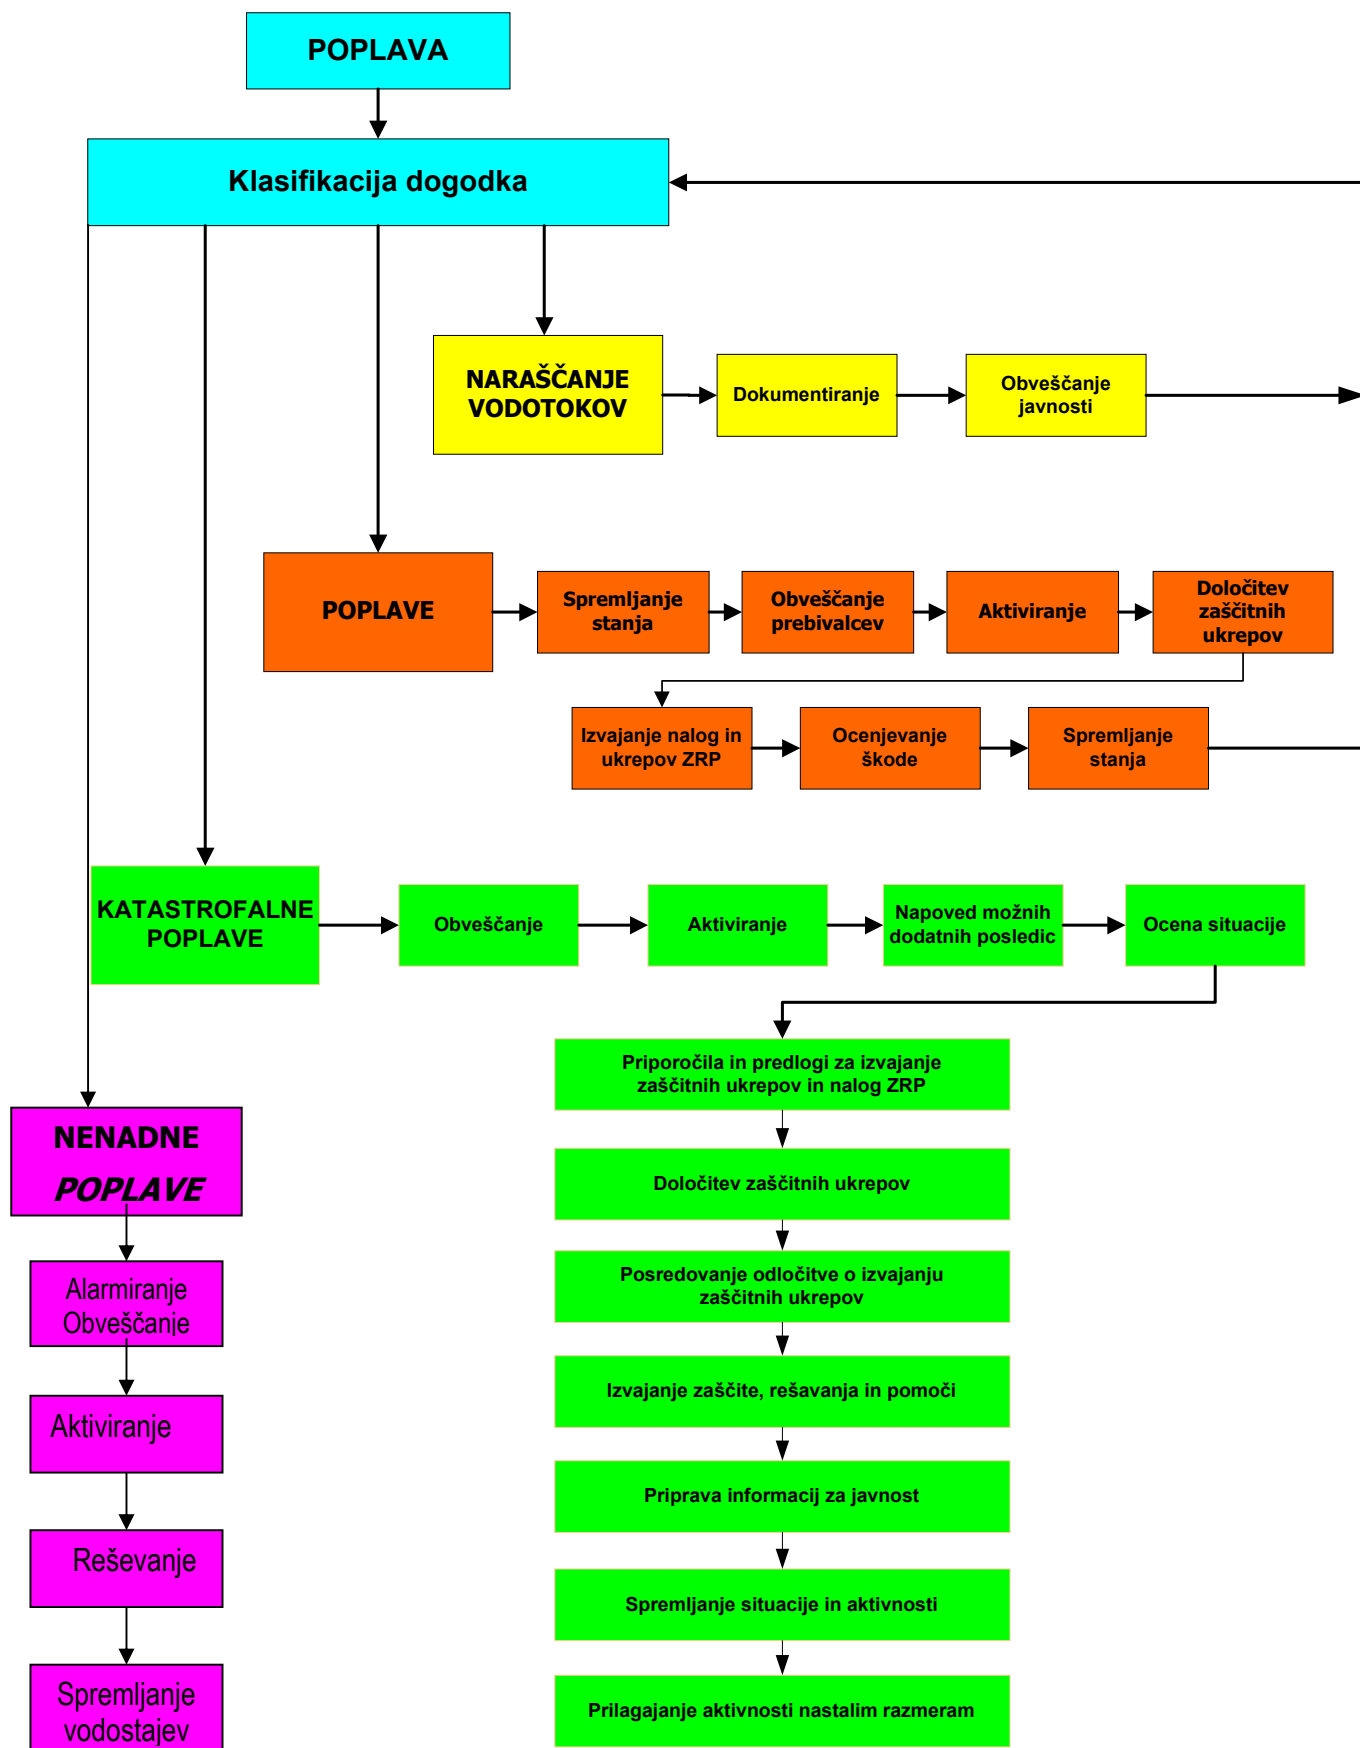 POPLAVA
Klasifikacija dogodka
NARAŠČANJE
VODOTOKOV
Dokumentiranje
Obveščanje
javnosti
POPLAVE
Spremljanje
stanja
Obveščanje
prebivalcev
Aktiviranje
Določitev
zaščitnih
ukrepov
Izvajanje nalog in
ukrepov ZRP
Ocenjevanje
škode
Spremljanje
stanja
KATASTROFALNE
POPLAVE
Obveščanje
Aktiviranje
Napoved možnih
dodatnih posledic
Ocena situacije
Priporočila in predlogi za izvajanje
zaščitnih ukrepov in nalog ZRP
Določitev zaščitnih ukrepov
Posredovanje odločitve o izvajanju
zaščitnih ukrepov
Izvajanje zaščite, rešavanja in pomoči
Priprava informacij za javnost
Spremljanje situacije in aktivnosti
Prilagajanje aktivnosti nastalim razmeram
NENADNE
POPLAVE
Alarmiranje
Obveščanje
Aktiviranje
Reševanje
Spremljanje
vodostajev